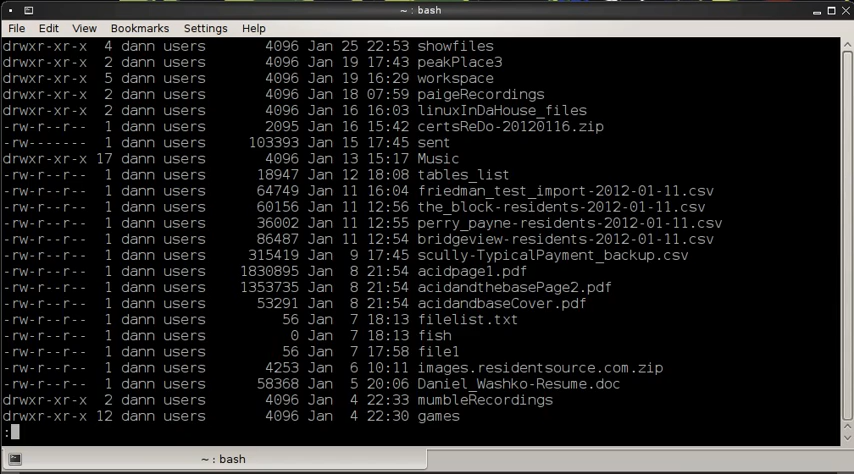 ~ : bash
File Edit View Bookmarks Settings Help
drwxr-xr-x 4 dann users 4096 Jan 25 22:53 showfiles
drwxr-xr-x 2 dann users 4096 Jan 19 17:43 peakPlace3
drwxr-xr-x 5 dann users 4096 Jan 19 16:29 workspace
drwxr-xr-x 2 dann users 4096 Jan 18 07:59 paigeRecordings
drwxr-xr-x 2 dann users 4096 Jan 16 16:03 linuxInDaHouse_files
-rw-r--r-- 1 dann users 2095 Jan 16 15:42 certsReDo-20120116.zip
-rw------- 1 dann users 103393 Jan 15 17:45 sent
drwxr-xr-x 17 dann users 4096 Jan 13 15:17 Music
-rw-r--r-- 1 dann users 18947 Jan 12 18:08 tables_list
-rw-r--r-- 1 dann users 64749 Jan 11 16:04 friedman_test_import-2012-01-11.csv
-rw-r--r-- 1 dann users 60156 Jan 11 12:56 the_block-residents-2012-01-11.csv
-rw-r--r-- 1 dann users 36002 Jan 11 12:55 perry_payne-residents-2012-01-11.csv
-rw-r--r-- 1 dann users 86487 Jan 11 12:54 bridgeview-residents-2012-01-11.csv
-rw-r--r-- 1 dann users 315419 Jan 9 17:45 scully-TypicalPayment_backup.csv
-rw-r--r-- 1 dann users 1830895 Jan 8 21:54 acidpage1.pdf
-rw-r--r-- 1 dann users 1353735 Jan 8 21:54 acidandthebasePage2.pdf
-rw-r--r-- 1 dann users 53291 Jan 8 21:54 acidandbaseCover.pdf
-rw-r--r-- 1 dann users 56 Jan 7 18:13 filelist.txt
-rw-r--r-- 1 dann users 0 Jan 7 18:13 fish
-rw-r--r-- 1 dann users 56 Jan 7 17:58 file1
-rw-r--r-- 1 dann users 4253 Jan 6 10:11 images.residentsource.com.zip
-rw-r--r-- 1 dann users 58368 Jan 5 20:06 Daniel_Washko-Resume.doc
drwxr-xr-x 2 dann users 4096 Jan 4 22:33 mumbleRecordings
drwxr-xr-x 12 dann users 4096 Jan 4 22:30 games
:
~ : bash